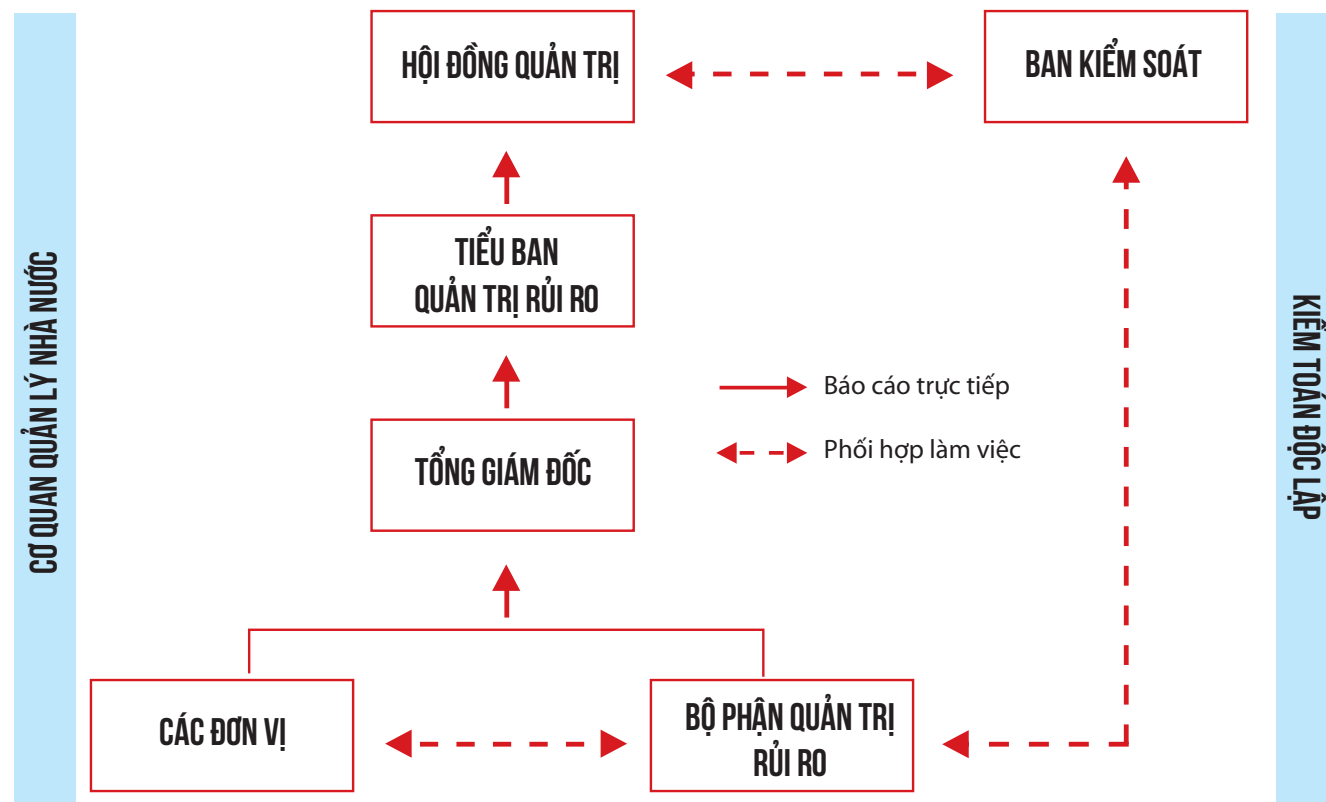 HỘI ĐỒNG QUẢN TRỊ
BAN KIỂM SOÁT
TIỂU BAN
QUẢN TRỊ RỦI RO
CƠ QUAN QUẢN LÝ NHÀ NƯỚC
KIỂM TOÁN ĐỘC LẬP
Báo cáo trực tiếp
Phối hợp làm việc
TỔNG GIÁM ĐỐC
CÁC ĐƠN VỊ
BỘ PHẬN QUẢN TRỊ
RỦI RO